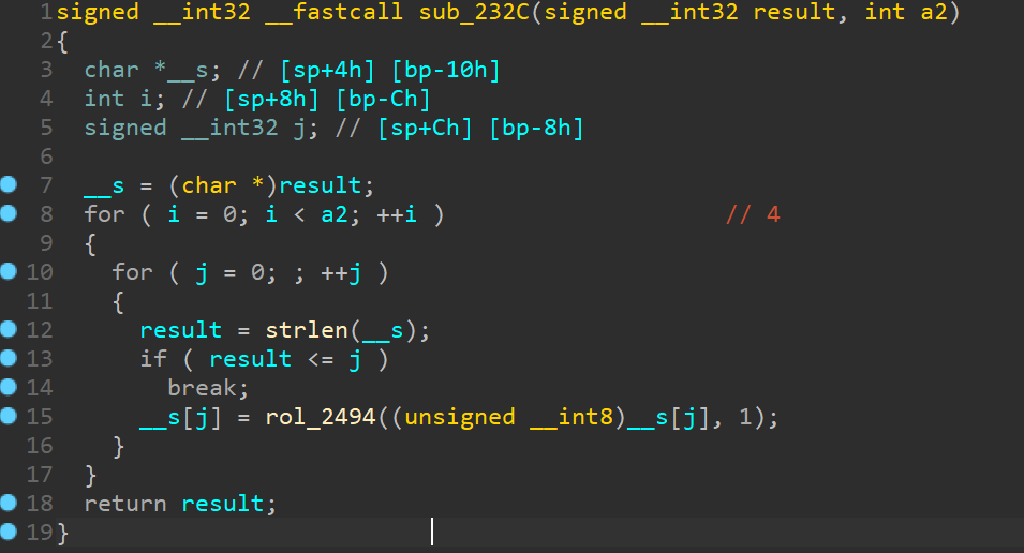 1 signed __int32 __fastcall sub_232C(signed __int32 result, int a2)
2 {
3   char *__s; // [sp+4h] [bp-10h]
4   int i; // [sp+8h] [bp-Ch]
5   signed __int32 j; // [sp+Ch] [bp-8h]
6
7   __s = (char *)result;
8   for ( i = 0; i < a2; ++i )                    // 4
9   {
10     for ( j = 0; ; ++j )
11     {
12       result = strlen(__s);
13       if ( result <= j )
14         break;
15       __s[j] = rol_2494((unsigned __int8)__s[j], 1);
16     }
17   }
18   return result;
19 }